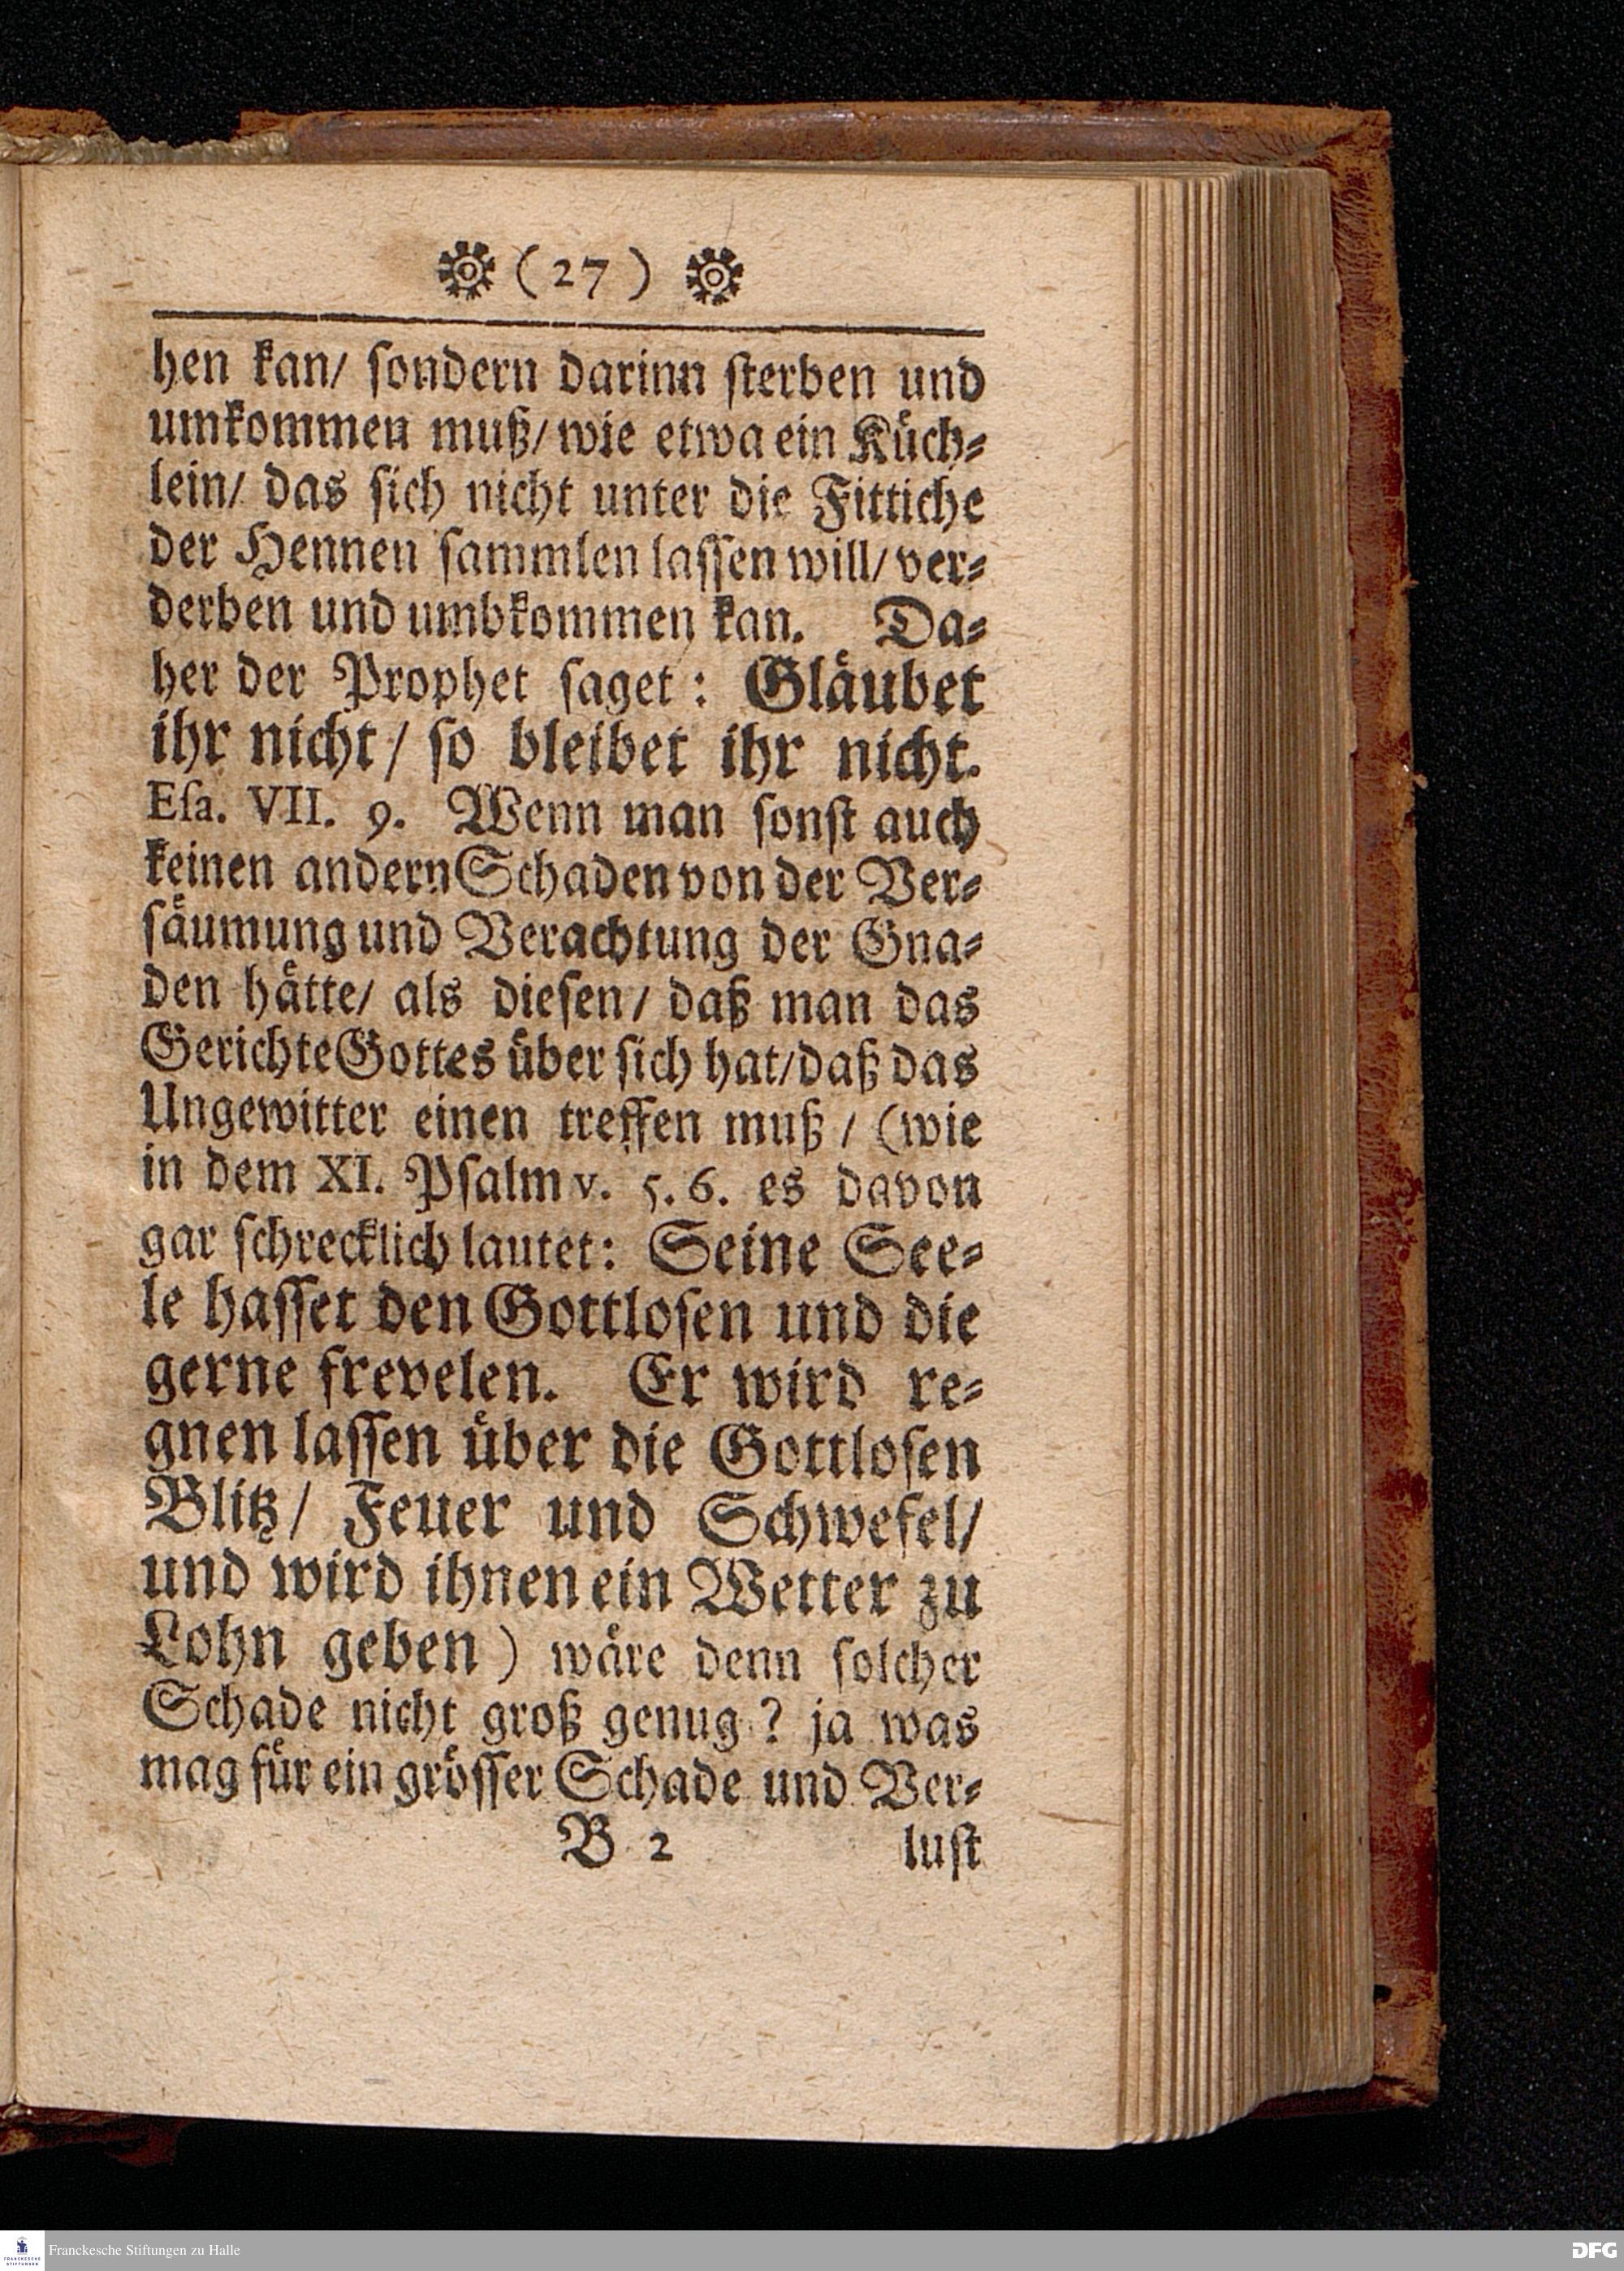 (27)
hen kan/ sondern darinn sterben und
umkommen muß/ wie etwa ein Küch-
lein/ das sich nicht unter die Fittiche
der Hennen sammlen lassen will/ ver-
derben und umbkommen kan. Da-
her der Prophet saget: Gläubet
ihr nicht/ so bleibet ihr nicht.
Esa. VII. 9. Wenn man sonst auch
keinen andern Schaden von der Ver-
säumung und Verachtung der Gna-
den hätte/ als diesen/ daß man das
Gerichte Gottes über sich hat/ daß das
Ungewitter einen treffen muß/ (wie
in dem XI. Psalm v. 5. 6. es davon
gar schrecklich lautet: Seine See-
le hasset den Gottlosen und die
gerne frevelen. Er wird re-
gnen lassen über die Gottlosen
Blitz/ Feuer und Schwefel/
und wird ihnen ein Wetter zu
Lohn geben) wäre denn solcher
Schade nicht groß genug? ja was
mag für ein grösser Schade und Ver-
B 2 lust
FRANCKESCHE STIFTUNGEN
Franckesche Stiftungen zu Halle
DFG